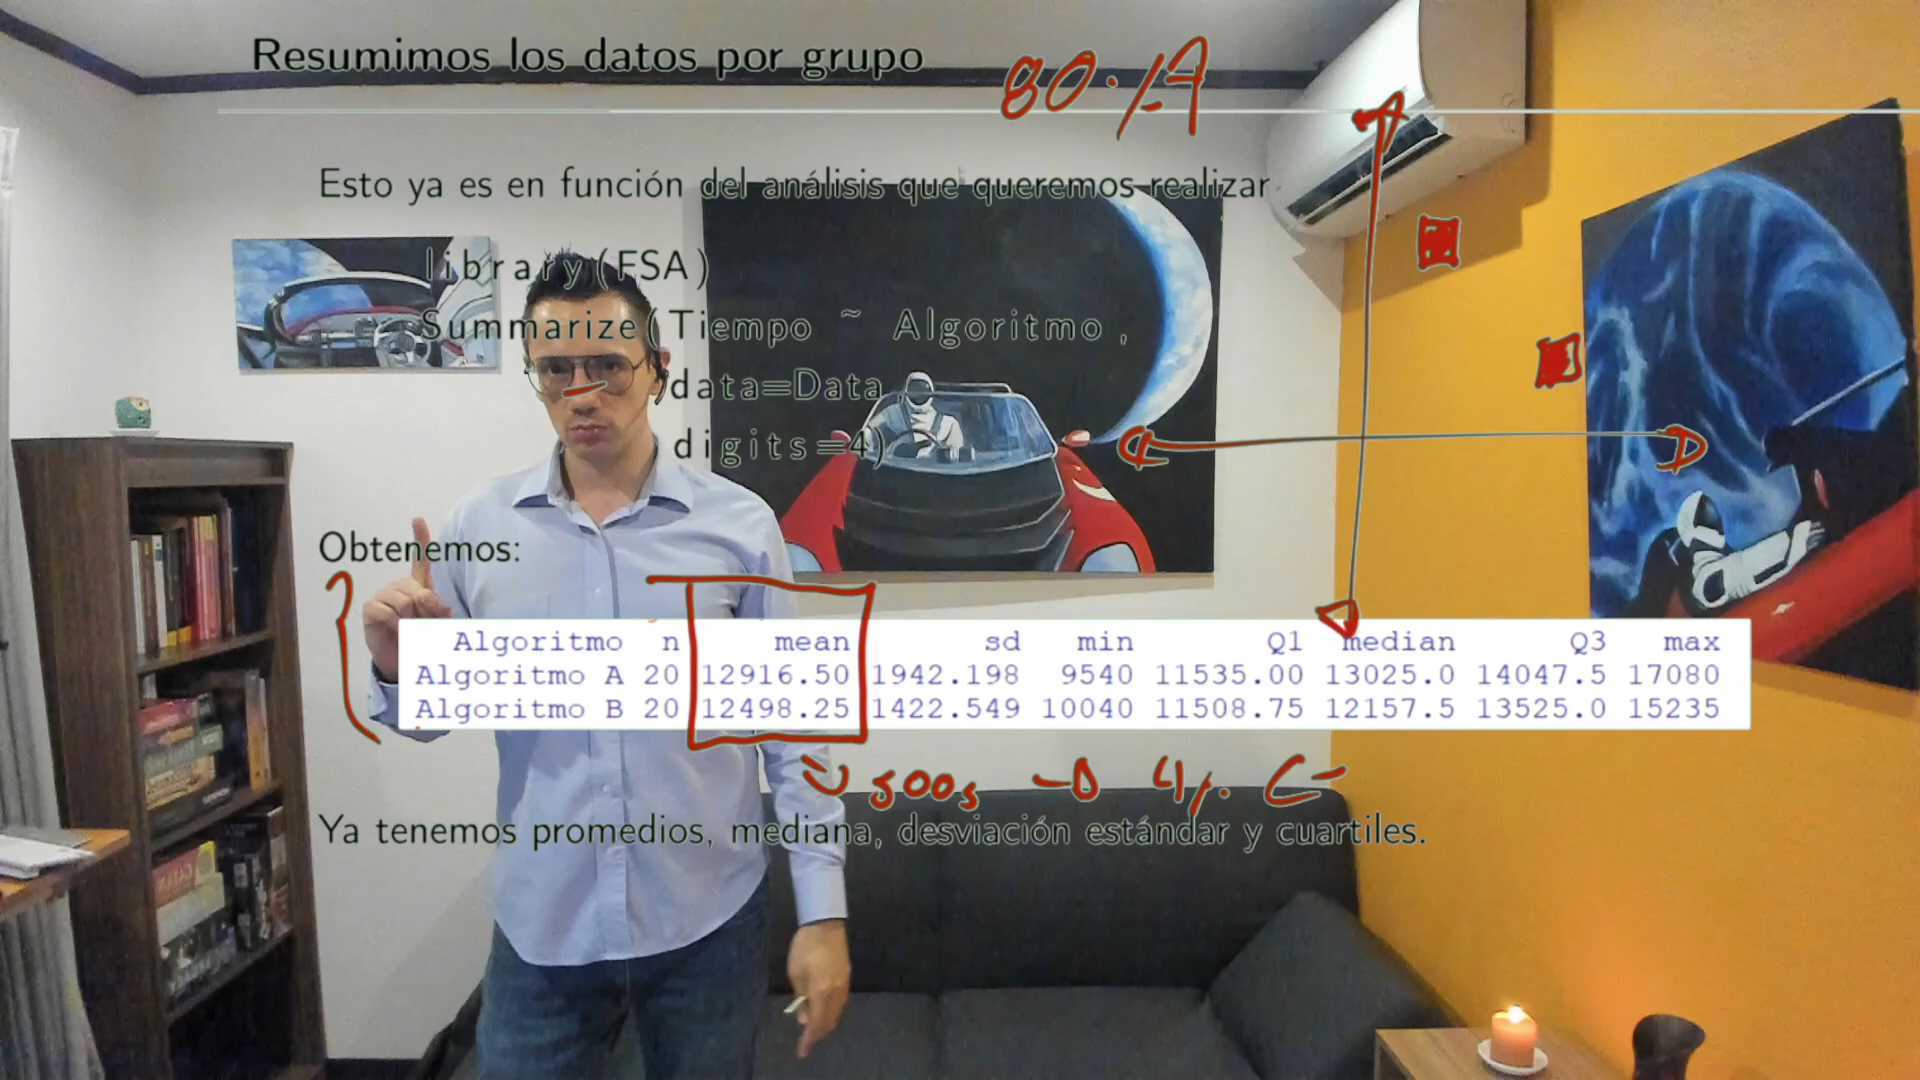 Resumimos los datos por grupo
80%A
Esto ya es en función del análisis que queremos realizar
library(FSA)
Summarize(Tiempo ~ Algoritmo,
data=Data,
digits=4)
Obtenemos:
Algoritmo n mean sd min Q1 median Q3 max
Algoritmo A 20 12916.50 1942.198 9540 11535.00 13025.0 14047.5 17080
Algoritmo B 20 12498.25 1422.549 10040 11508.75 12157.5 13525.0 15235
500s 4%
Ya tenemos promedios, mediana, desviación estándar y cuartiles.